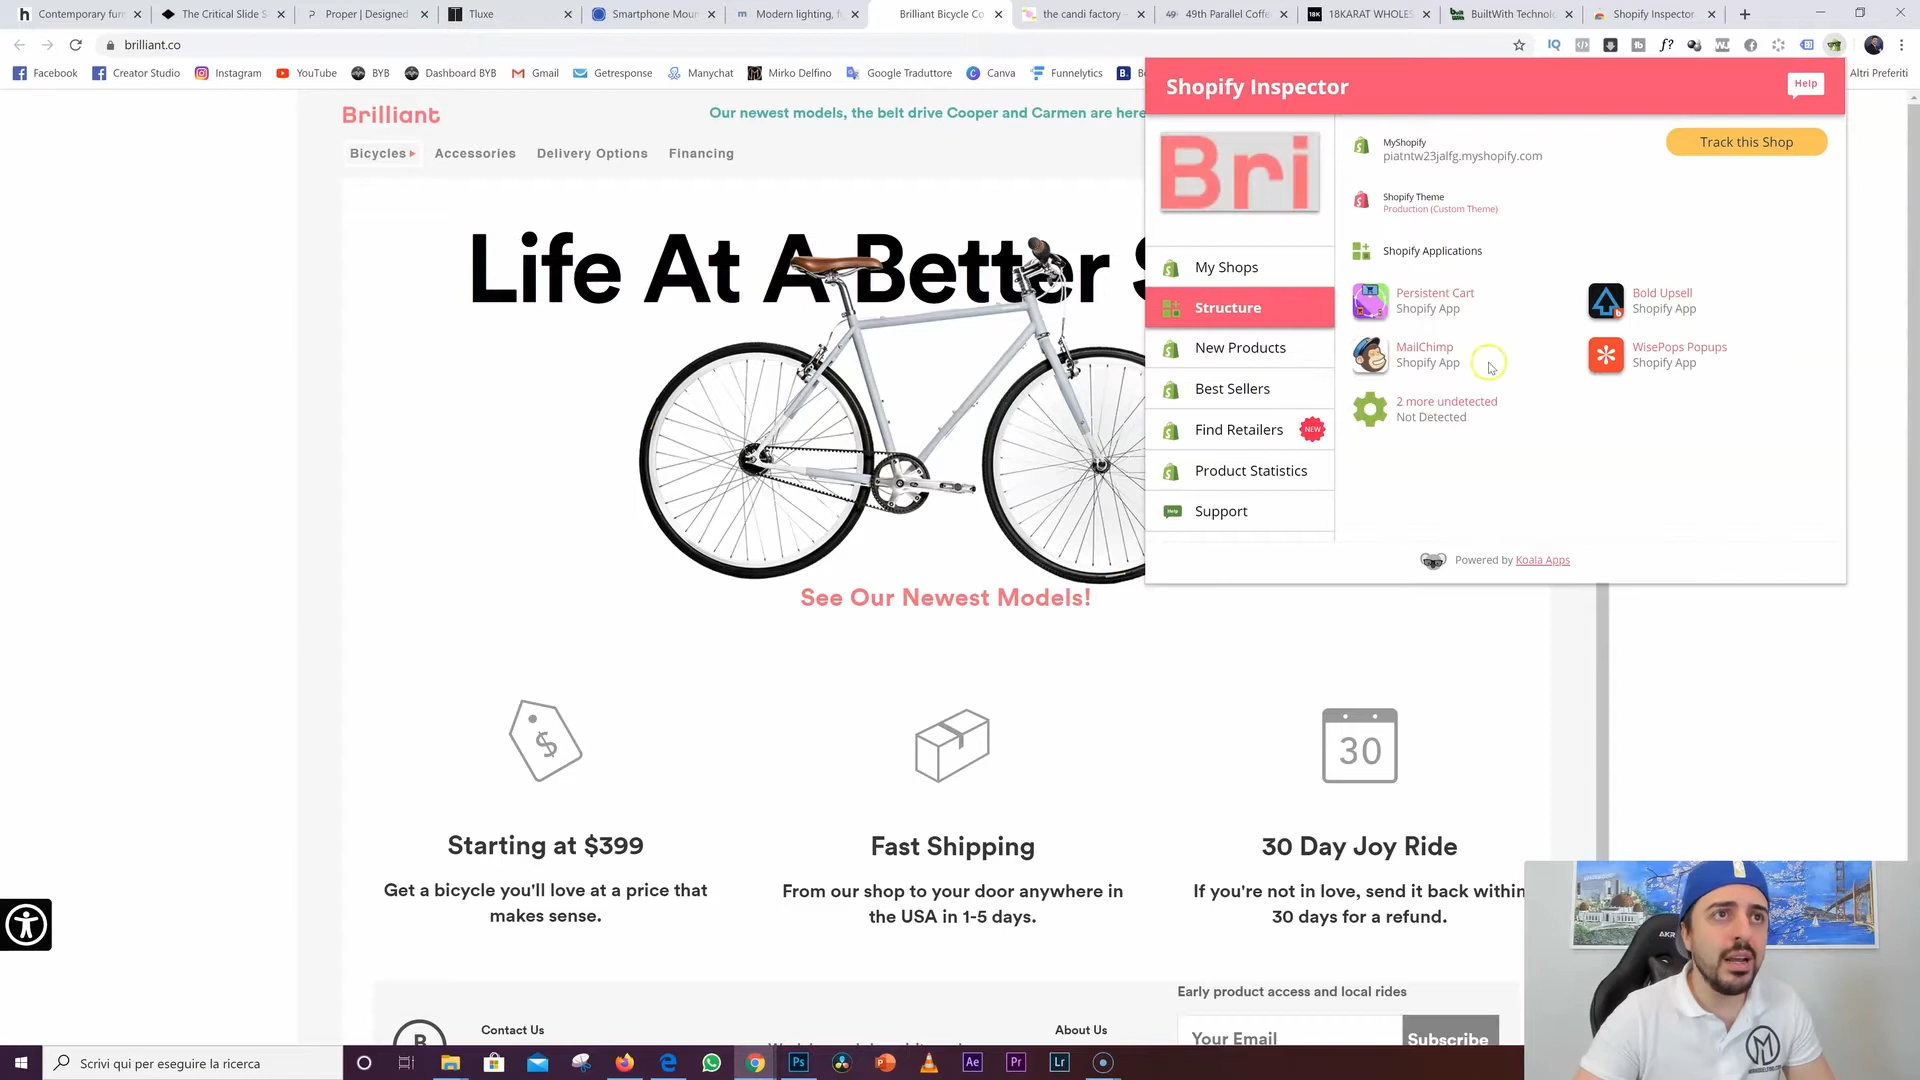 Contemporary fur
The Critical Slide S
Proper | Designed
Tluxe
Smartphone Moun
Modern lighting, f
Brilliant Bicycle Co
the candi factory -
49th Parallel Coffe
18KARAT WHOLES
BuiltWith Technolo
Shopify Inspector
brilliant.co
Facebook
Creator Studio
Instagram
YouTube
BYB
Dashboard BYB
Gmail
Getresponse
Manychat
Mirko Delfino
Google Traduttore
Canva
Funnelytics
Altri Preferiti
Brilliant
Our newest models, the belt drive Cooper and Carmen are here
Bicycles
Accessories
Delivery Options
Financing
Life At A Better S
See Our Newest Models!
Shopify Inspector
Help
Bri
My Shops
Structure
New Products
Best Sellers
Find Retailers
NEW
Product Statistics
Support
MyShopify
piatntw23jalfg.myshopify.com
Track this Shop
Shopify Theme
Production (Custom Theme)
Shopify Applications
Persistent Cart
Shopify App
Bold Upsell
Shopify App
MailChimp
Shopify App
WisePops Popups
Shopify App
2 more undetected
Not Detected
Powered by Koala Apps
$
30
Starting at $399
Get a bicycle you'll love at a price that
makes sense.
Fast Shipping
From our shop to your door anywhere in
the USA in 1-5 days.
30 Day Joy Ride
If you're not in love, send it back within
30 days for a refund.
Early product access and local rides
Contact Us
About Us
Your Email
Subscribe
AKR
Scrivi qui per eseguire la ricerca
Ps
Ae
Pr
Lr